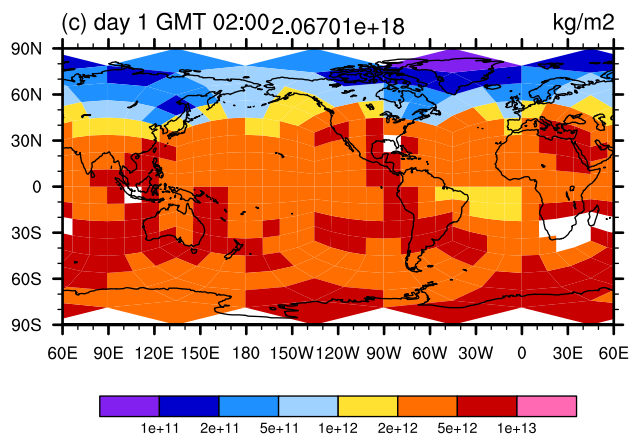 (c) day 1 GMT 02:00 2.06701e+18 kg/m2
90N
60N
30N
0
30S
60S
90S
60E 90E 120E 150E 180 150W 120W 90W 60W 30W 0 30E 60E
1e+11 2e+11 5e+11 1e+12 2e+12 5e+12 1e+13